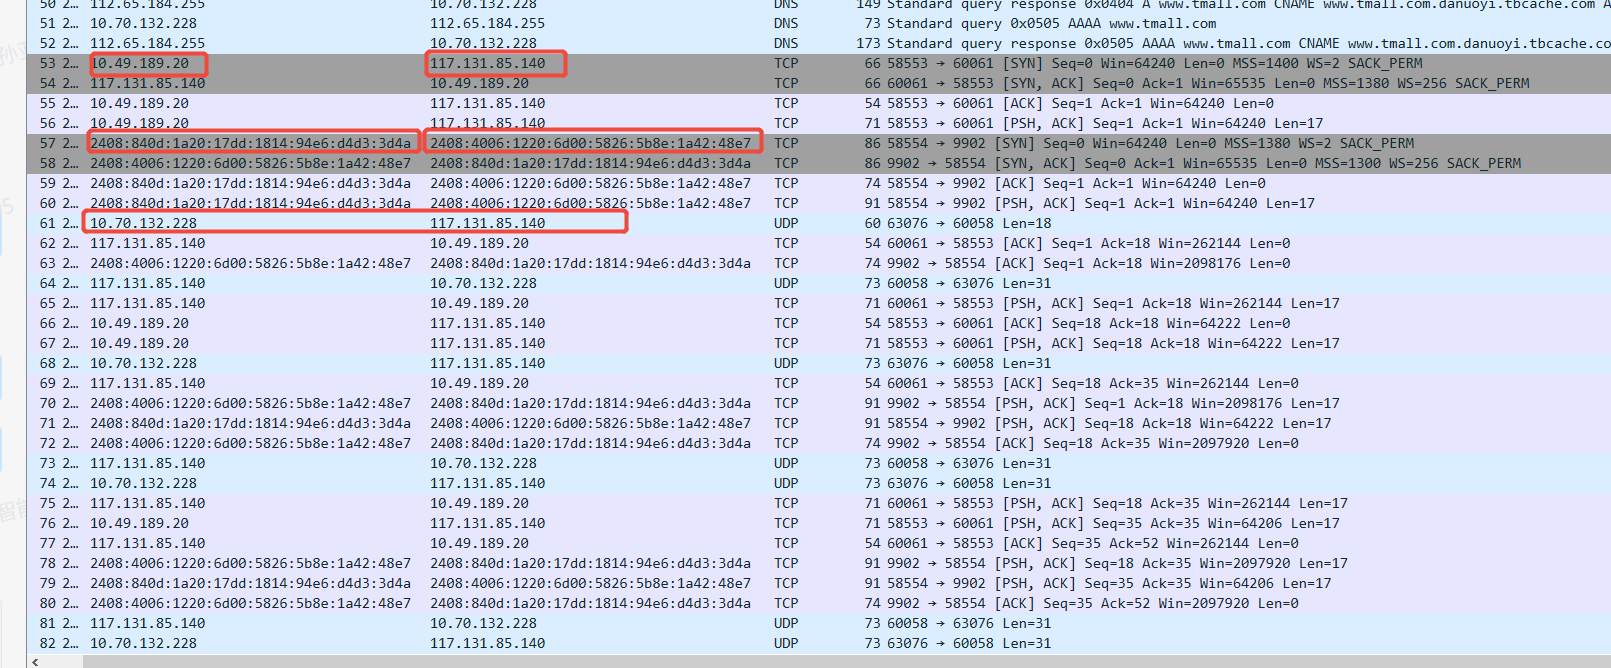 50 2… 112.65.184.255 10.70.132.228 DNS 149 Standard query response 0x0404 A www.tmall.com CNAME www.tmall.com.danuoyi.tbcache.com A
51 2… 10.70.132.228 112.65.184.255 DNS 73 Standard query 0x0505 AAAA www.tmall.com
52 2… 112.65.184.255 10.70.132.228 DNS 173 Standard query response 0x0505 AAAA www.tmall.com CNAME www.tmall.com.danuoyi.tbcache.co
53 2… 10.49.189.20 117.131.85.140 TCP 66 58553 → 60061 [SYN] Seq=0 Win=64240 Len=0 MSS=1400 WS=2 SACK_PERM
54 2… 117.131.85.140 10.49.189.20 TCP 66 60061 → 58553 [SYN, ACK] Seq=0 Ack=1 Win=65535 Len=0 MSS=1380 WS=256 SACK_PERM
55 2… 10.49.189.20 117.131.85.140 TCP 54 58553 → 60061 [ACK] Seq=1 Ack=1 Win=64240 Len=0
56 2… 10.49.189.20 117.131.85.140 TCP 71 58553 → 60061 [PSH, ACK] Seq=1 Ack=1 Win=64240 Len=17
57 2… 2408:840d:1a20:17dd:1814:94e6:d4d3:3d4a 2408:4006:1220:6d00:5826:5b8e:1a42:48e7 TCP 86 58554 → 9902 [SYN] Seq=0 Win=64240 Len=0 MSS=1380 WS=2 SACK_PERM
58 2… 2408:4006:1220:6d00:5826:5b8e:1a42:48e7 2408:840d:1a20:17dd:1814:94e6:d4d3:3d4a TCP 86 9902 → 58554 [SYN, ACK] Seq=0 Ack=1 Win=65535 Len=0 MSS=1300 WS=256 SACK_PERM
59 2… 2408:840d:1a20:17dd:1814:94e6:d4d3:3d4a 2408:4006:1220:6d00:5826:5b8e:1a42:48e7 TCP 74 58554 → 9902 [ACK] Seq=1 Ack=1 Win=64240 Len=0
60 2… 2408:840d:1a20:17dd:1814:94e6:d4d3:3d4a 2408:4006:1220:6d00:5826:5b8e:1a42:48e7 TCP 91 58554 → 9902 [PSH, ACK] Seq=1 Ack=1 Win=64240 Len=17
61 2… 10.70.132.228 117.131.85.140 UDP 60 63076 → 60058 Len=18
62 2… 117.131.85.140 10.49.189.20 TCP 54 60061 → 58553 [ACK] Seq=1 Ack=18 Win=262144 Len=0
63 2… 2408:4006:1220:6d00:5826:5b8e:1a42:48e7 2408:840d:1a20:17dd:1814:94e6:d4d3:3d4a TCP 74 9902 → 58554 [ACK] Seq=1 Ack=18 Win=2098176 Len=0
64 2… 117.131.85.140 10.70.132.228 UDP 73 60058 → 63076 Len=31
65 2… 117.131.85.140 10.49.189.20 TCP 71 60061 → 58553 [PSH, ACK] Seq=1 Ack=18 Win=262144 Len=17
66 2… 10.49.189.20 117.131.85.140 TCP 54 58553 → 60061 [ACK] Seq=18 Ack=18 Win=64222 Len=0
67 2… 10.49.189.20 117.131.85.140 TCP 71 58553 → 60061 [PSH, ACK] Seq=18 Ack=18 Win=64222 Len=17
68 2… 10.70.132.228 117.131.85.140 UDP 73 63076 → 60058 Len=31
69 2… 117.131.85.140 10.49.189.20 TCP 54 60061 → 58553 [ACK] Seq=18 Ack=35 Win=262144 Len=0
70 2… 2408:4006:1220:6d00:5826:5b8e:1a42:48e7 2408:840d:1a20:17dd:1814:94e6:d4d3:3d4a TCP 91 9902 → 58554 [PSH, ACK] Seq=1 Ack=18 Win=2098176 Len=17
71 2… 2408:840d:1a20:17dd:1814:94e6:d4d3:3d4a 2408:4006:1220:6d00:5826:5b8e:1a42:48e7 TCP 91 58554 → 9902 [PSH, ACK] Seq=18 Ack=18 Win=64222 Len=17
72 2… 2408:4006:1220:6d00:5826:5b8e:1a42:48e7 2408:840d:1a20:17dd:1814:94e6:d4d3:3d4a TCP 74 9902 → 58554 [ACK] Seq=18 Ack=35 Win=2097920 Len=0
73 2… 117.131.85.140 10.70.132.228 UDP 73 60058 → 63076 Len=31
74 2… 10.70.132.228 117.131.85.140 UDP 73 63076 → 60058 Len=31
75 2… 117.131.85.140 10.49.189.20 TCP 71 60061 → 58553 [PSH, ACK] Seq=18 Ack=35 Win=262144 Len=17
76 2… 10.49.189.20 117.131.85.140 TCP 71 58553 → 60061 [PSH, ACK] Seq=35 Ack=35 Win=64206 Len=17
77 2… 117.131.85.140 10.49.189.20 TCP 54 60061 → 58553 [ACK] Seq=35 Ack=52 Win=262144 Len=0
78 2… 2408:4006:1220:6d00:5826:5b8e:1a42:48e7 2408:840d:1a20:17dd:1814:94e6:d4d3:3d4a TCP 91 9902 → 58554 [PSH, ACK] Seq=18 Ack=35 Win=2097920 Len=17
79 2… 2408:840d:1a20:17dd:1814:94e6:d4d3:3d4a 2408:4006:1220:6d00:5826:5b8e:1a42:48e7 TCP 91 58554 → 9902 [PSH, ACK] Seq=35 Ack=35 Win=64206 Len=17
80 2… 2408:4006:1220:6d00:5826:5b8e:1a42:48e7 2408:840d:1a20:17dd:1814:94e6:d4d3:3d4a TCP 74 9902 → 58554 [ACK] Seq=35 Ack=52 Win=2097920 Len=0
81 2… 117.131.85.140 10.70.132.228 UDP 73 60058 → 63076 Len=31
82 2… 10.70.132.228 117.131.85.140 UDP 73 63076 → 60058 Len=31